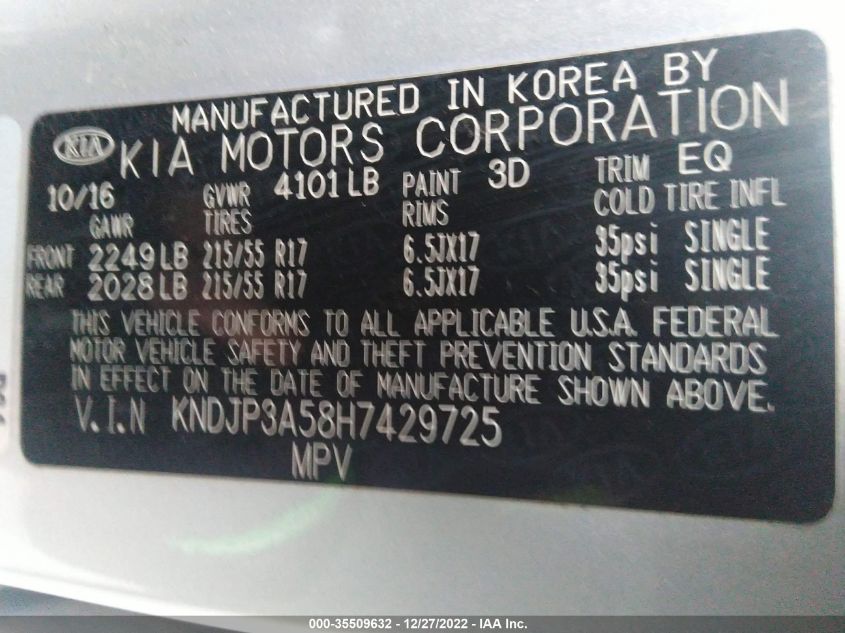 MANUFACTURED IN KOREA BY
KIA KIA MOTORS CORPORATION
10/16 GVWR 4101 LB PAINT 3D TRIM EQ
GAWR TIRES RIMS COLD TIRE INFL
FRONT 2249 LB 215/55 R17 6.5JX17 35psi SINGLE
REAR 2028 LB 215/55 R17 6.5JX17 35psi SINGLE
THIS VEHICLE CONFORMS TO ALL APPLICABLE U.S.A. FEDERAL
MOTOR VEHICLE SAFETY AND THEFT PREVENTION STANDARDS
IN EFFECT ON THE DATE OF MANUFACTURE SHOWN ABOVE.
V.I.N KNDJP3A58H7429725
MPV
000-35509632 - 12/27/2022 - IAA Inc.